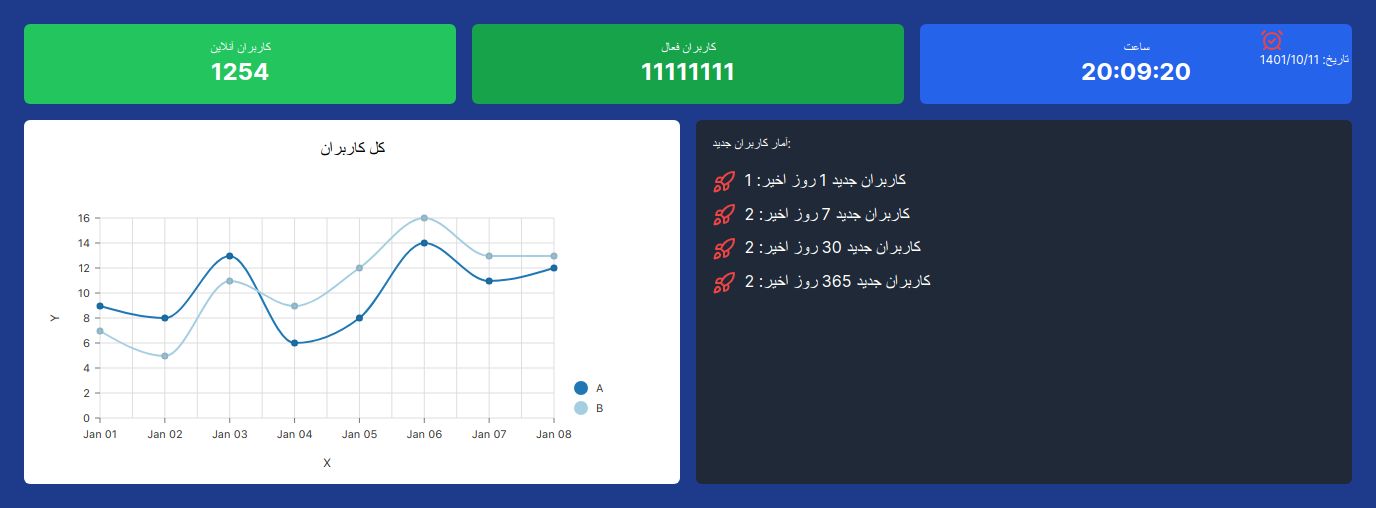 کاربران آنلاین
1254
کاربران فعال
11111111
ساعت
20:09:20
تاریخ: 1401/10/11
کل کاربران
16
14
12
10
8
6
4
2
0
Y
Jan 01 Jan 02 Jan 03 Jan 04 Jan 05 Jan 06 Jan 07 Jan 08
X
A
B
آمار کاربران جدید:
کاربران جدید 1 روز اخیر: 1
کاربران جدید 7 روز اخیر: 2
کاربران جدید 30 روز اخیر: 2
کاربران جدید 365 روز اخیر: 2